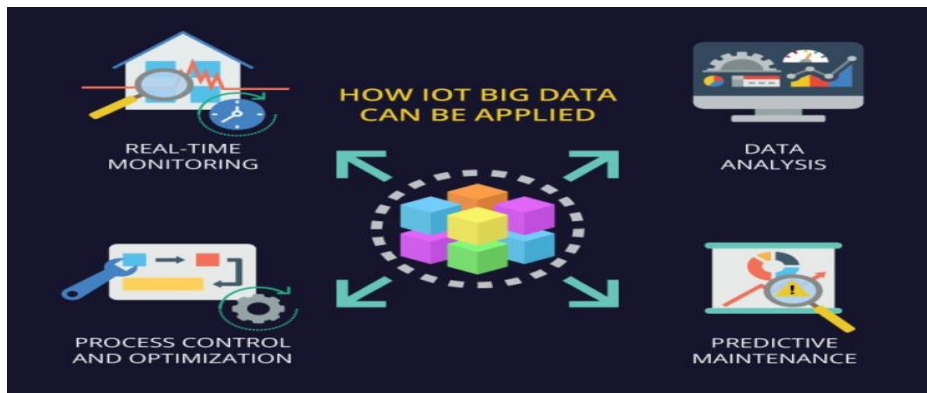 HOW IOT BIG DATA
CAN BE APPLIED
REAL-TIME
MONITORING
DATA
ANALYSIS
PROCESS CONTROL
AND OPTIMIZATION
PREDICTIVE
MAINTENANCE